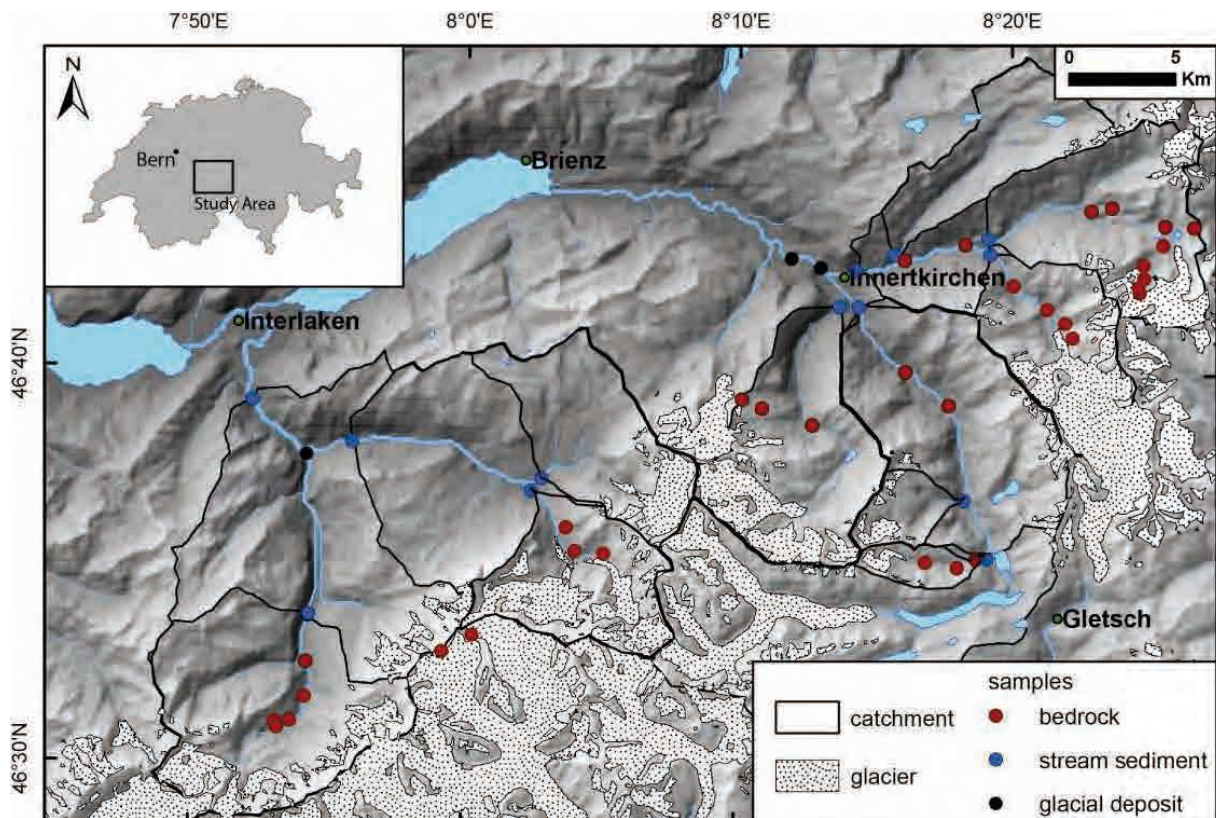 7°50'E
8°0'E
8°10'E
8°20'E
N
Bern
Study Area
0 5
Km
Brienz
Innertkirchen
Interlaken
46°40'N
Gletsch
46°30'N
samples
catchment
bedrock
glacier
stream sediment
glacial deposit